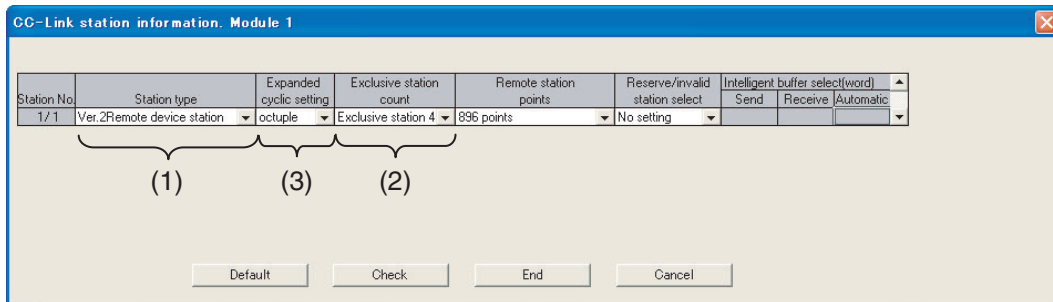 CC-Link station information. Module 1
Expanded Exclusive station Remote station Reserve/invalid Intelligent buffer select(word)
Station No. Station type cyclic setting count points station select Send Receive Automatic
1/1 Ver.2Remote device station octuple Exclusive station 4 896 points No setting
(1) (3) (2)
Default Check End Cancel